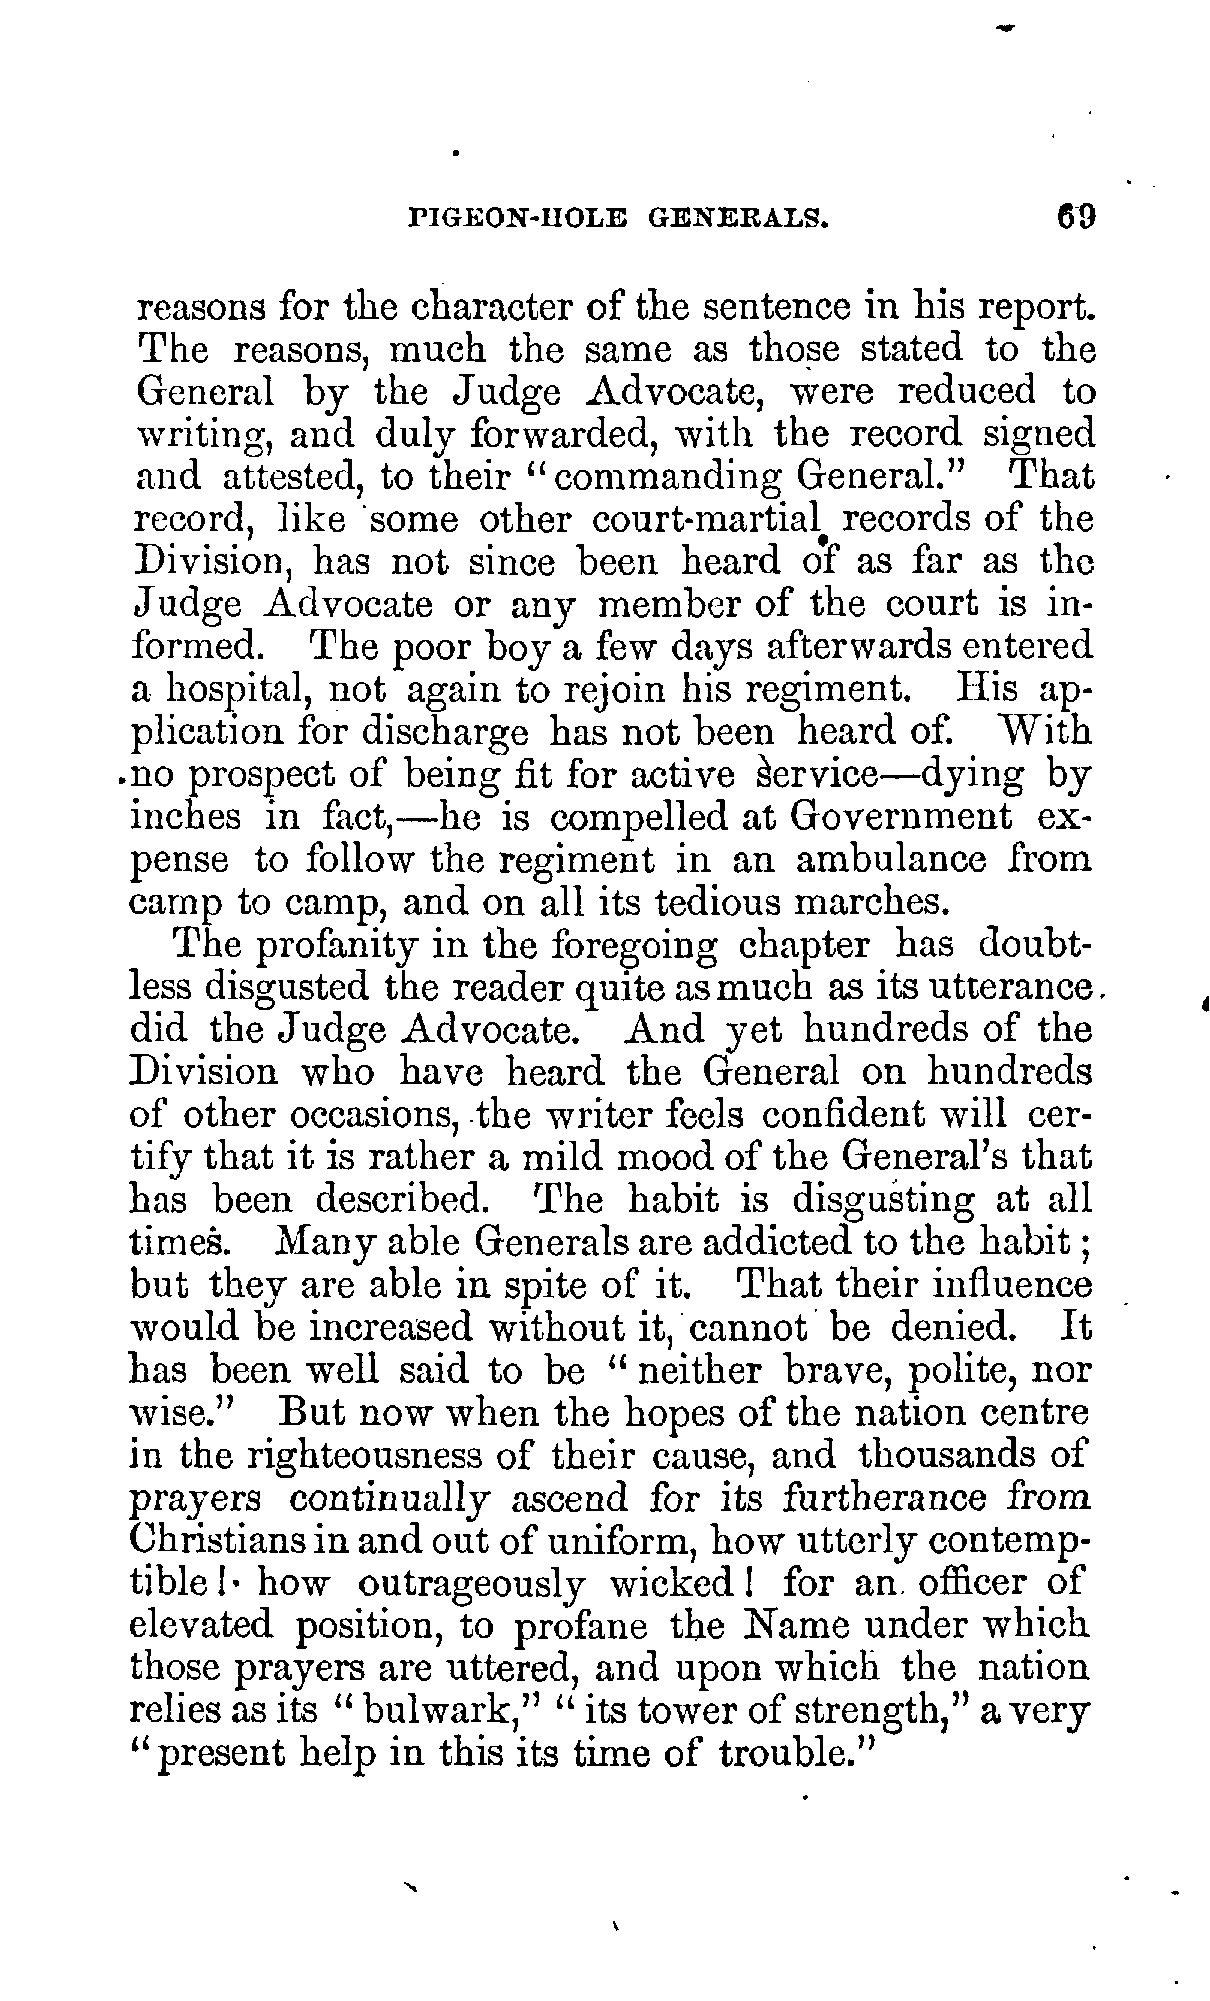 PIGEON-HOLE GENERALS. 69
reasons for the character of the sentence in his report.
The reasons, much the same as those stated to the
General by the Judge Advocate, were reduced to
writing, and duly forwarded, with the record signed
and attested, to their "commanding General." That
record, like some other court-martial records of the
Division, has not since been heard of as far as the
Judge Advocate or any member of the court is in-
formed. The poor boy a few days afterwards entered
a hospital, not again to rejoin his regiment. His ap-
plication for discharge has not been heard of. With
no prospect of being fit for active service—dying by
inches in fact,—he is compelled at Government ex-
pense to follow the regiment in an ambulance from
camp to camp, and on all its tedious marches.
The profanity in the foregoing chapter has doubt-
less disgusted the reader quite as much as its utterance
did the Judge Advocate. And yet hundreds of the
Division who have heard the General on hundreds
of other occasions, the writer feels confident will cer-
tify that it is rather a mild mood of the General's that
has been described. The habit is disgusting at all
times. Many able Generals are addicted to the habit;
but they are able in spite of it. That their influence
would be increased without it, cannot be denied. It
has been well said to be "neither brave, polite, nor
wise." But now when the hopes of the nation centre
in the righteousness of their cause, and thousands of
prayers continually ascend for its furtherance from
Christians in and out of uniform, how utterly contemp-
tible! how outrageously wicked! for an officer of
elevated position, to profane the Name under which
those prayers are uttered, and upon which the nation
relies as its "bulwark," "its tower of strength," a very
"present help in this its time of trouble."